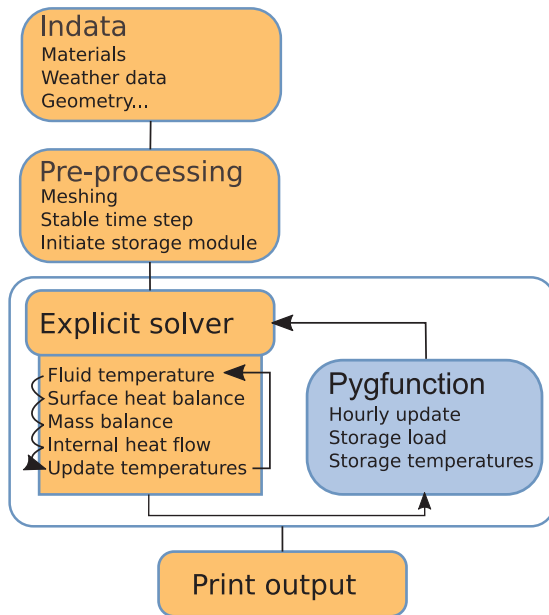 Indata
Materials
Weather data
Geometry...
Pre-processing
Meshing
Stable time step
Initiate storage module
Explicit solver
Fluid temperature
Surface heat balance
Mass balance
Internal heat flow
Update temperatures
Pygfunction
Hourly update
Storage load
Storage temperatures
Print output